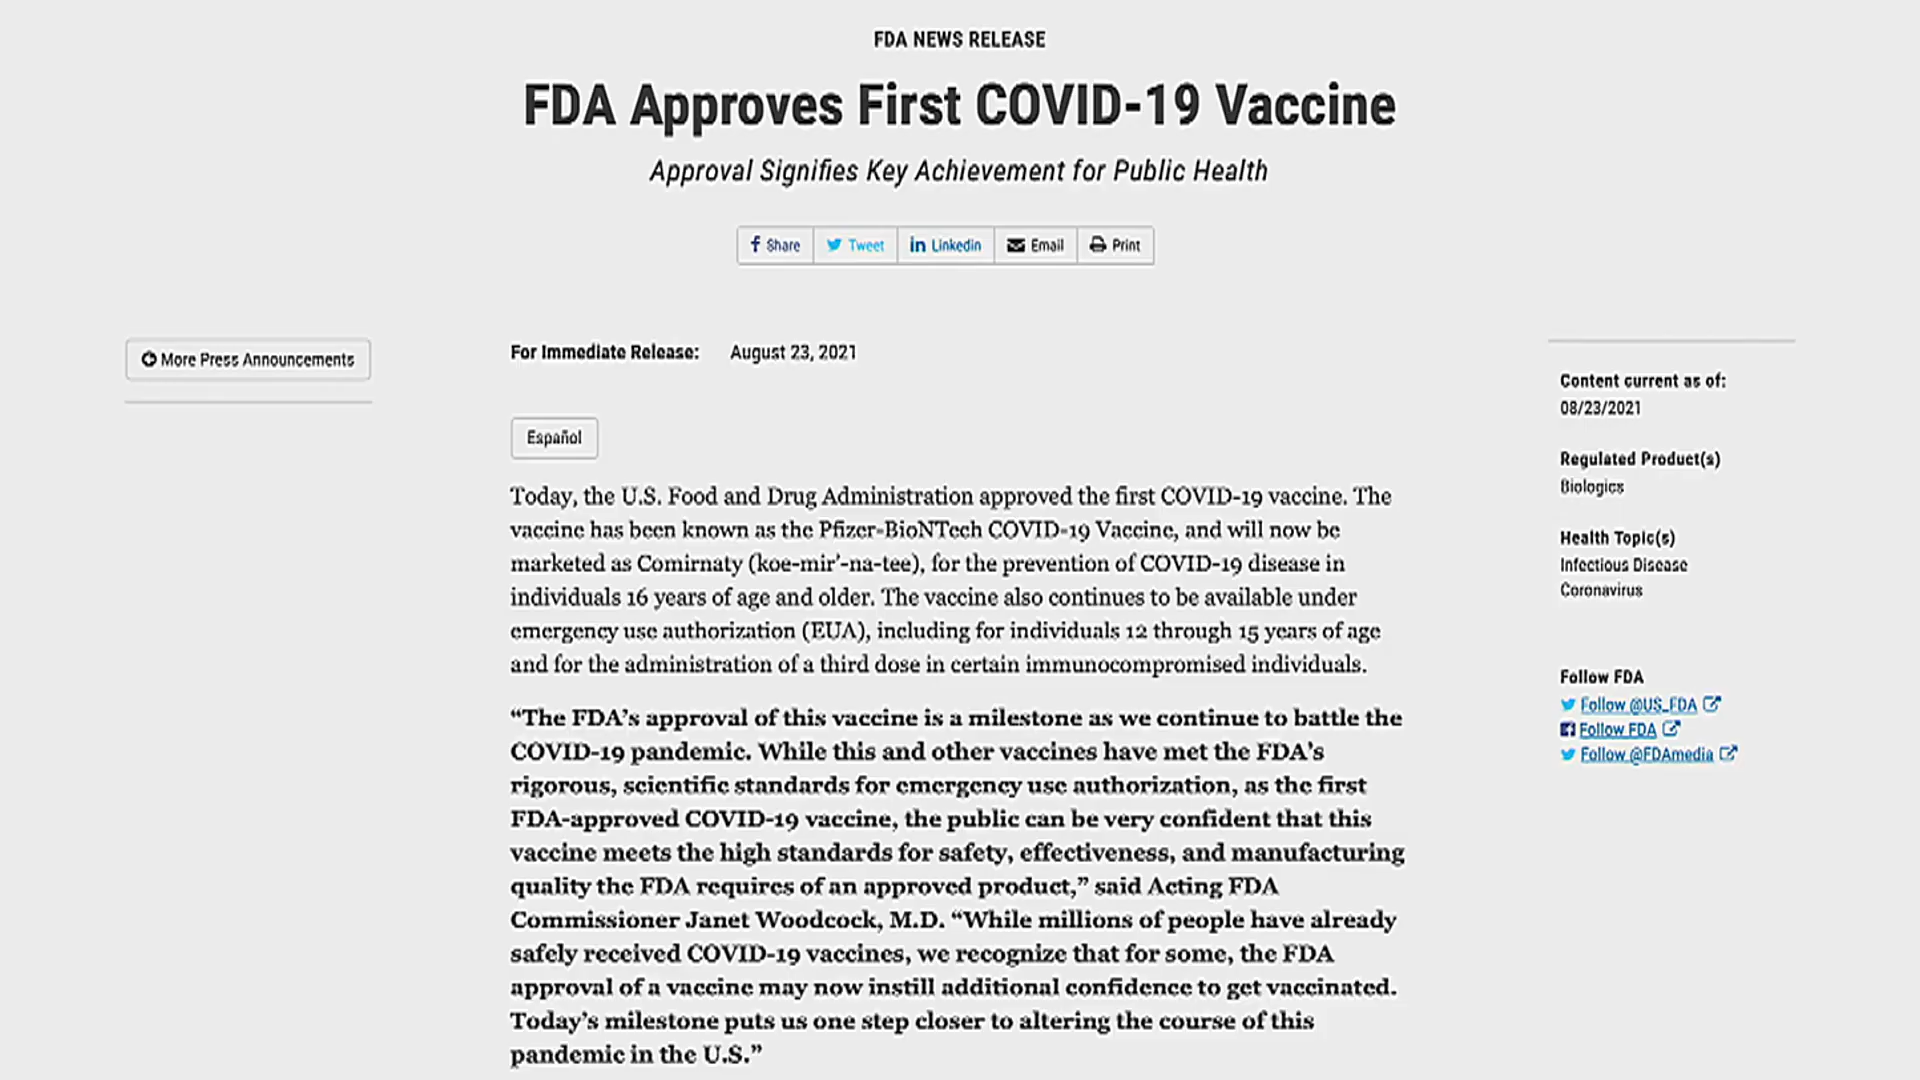 FDA NEWS RELEASE
FDA Approves First COVID-19 Vaccine
Approval Signifies Key Achievement for Public Health
Share Tweet Linkedin Email Print
More Press Announcements
For Immediate Release: August 23, 2021
Español
Today, the U.S. Food and Drug Administration approved the first COVID-19 vaccine. The
vaccine has been known as the Pfizer-BioNTech COVID-19 Vaccine, and will now be
marketed as Comirnaty (koe-mir’-na-tee), for the prevention of COVID-19 disease in
individuals 16 years of age and older. The vaccine also continues to be available under
emergency use authorization (EUA), including for individuals 12 through 15 years of age
and for the administration of a third dose in certain immunocompromised individuals.
“The FDA’s approval of this vaccine is a milestone as we continue to battle the
COVID-19 pandemic. While this and other vaccines have met the FDA’s
rigorous, scientific standards for emergency use authorization, as the first
FDA-approved COVID-19 vaccine, the public can be very confident that this
vaccine meets the high standards for safety, effectiveness, and manufacturing
quality the FDA requires of an approved product,” said Acting FDA
Commissioner Janet Woodcock, M.D. “While millions of people have already
safely received COVID-19 vaccines, we recognize that for some, the FDA
approval of a vaccine may now instill additional confidence to get vaccinated.
Today’s milestone puts us one step closer to altering the course of this
pandemic in the U.S.”
Content current as of:
08/23/2021
Regulated Product(s)
Biologics
Health Topic(s)
Infectious Disease
Coronavirus
Follow FDA
Follow @US_FDA
Follow FDA
Follow @FDAmedia